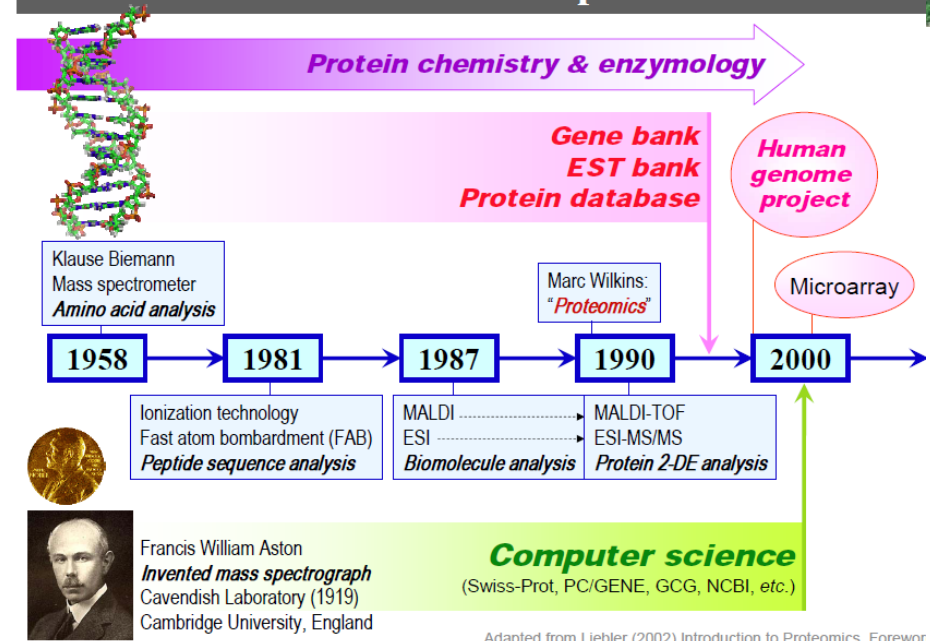 Protein chemistry & enzymology
Gene bank
EST bank
Protein database
Human
genome
project
Microarray
Klause Biemann
Mass spectrometer
Amino acid analysis
Marc Wilkins:
"Proteomics"
1958
1981
1987
1990
2000
Ionization technology
Fast atom bombardment (FAB)
Peptide sequence analysis
MALDI
ESI
Biomolecule analysis
MALDI-TOF
ESI-MS/MS
Protein 2-DE analysis
Francis William Aston
Invented mass spectrograph
Cavendish Laboratory (1919)
Cambridge University, England
Computer science
(Swiss-Prot, PC/GENE, GCG, NCBI, etc.)
Adapted from Liebler (2002) Introduction to Proteomics, Forewor